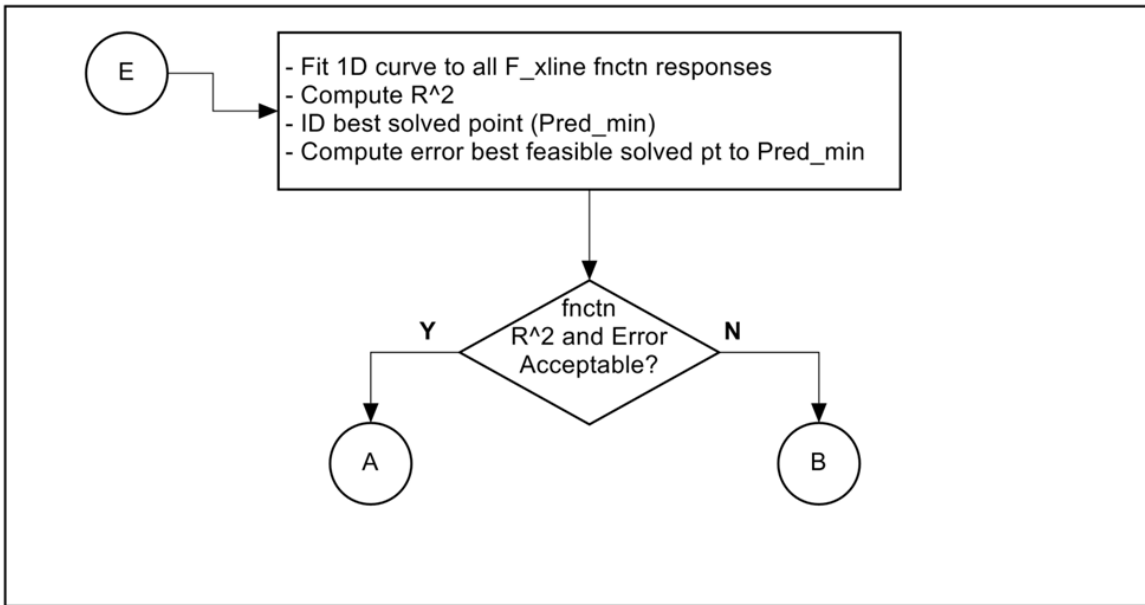 E
- Fit 1D curve to all F_xline fnctn responses
- Compute R^2
- ID best solved point (Pred_min)
- Compute error best feasible solved pt to Pred_min
fnctn
R^2 and Error
Acceptable?
Y
N
A
B